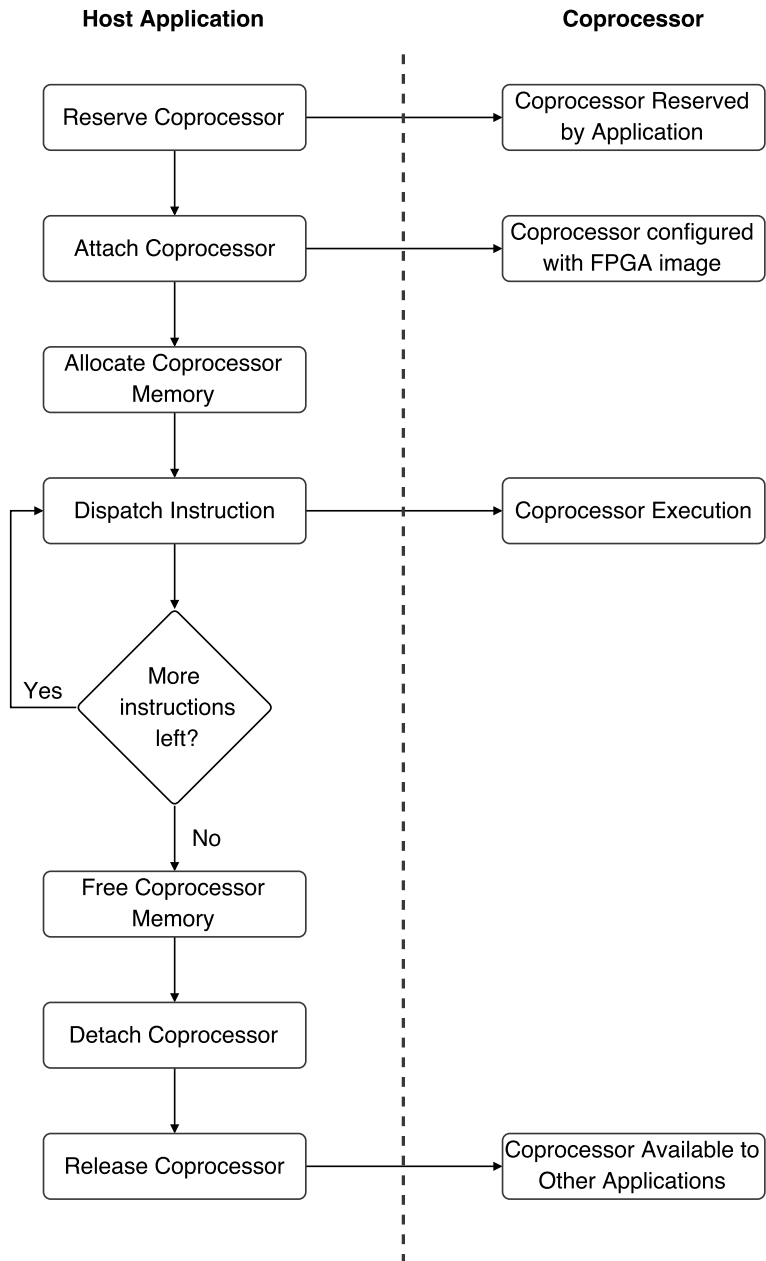 Host Application
Coprocessor
Reserve Coprocessor
Coprocessor Reserved
by Application
Attach Coprocessor
Coprocessor configured
with FPGA image
Allocate Coprocessor
Memory
Dispatch Instruction
Coprocessor Execution
More
instructions
left?
Yes
No
Free Coprocessor
Memory
Detach Coprocessor
Release Coprocessor
Coprocessor Available to
Other Applications